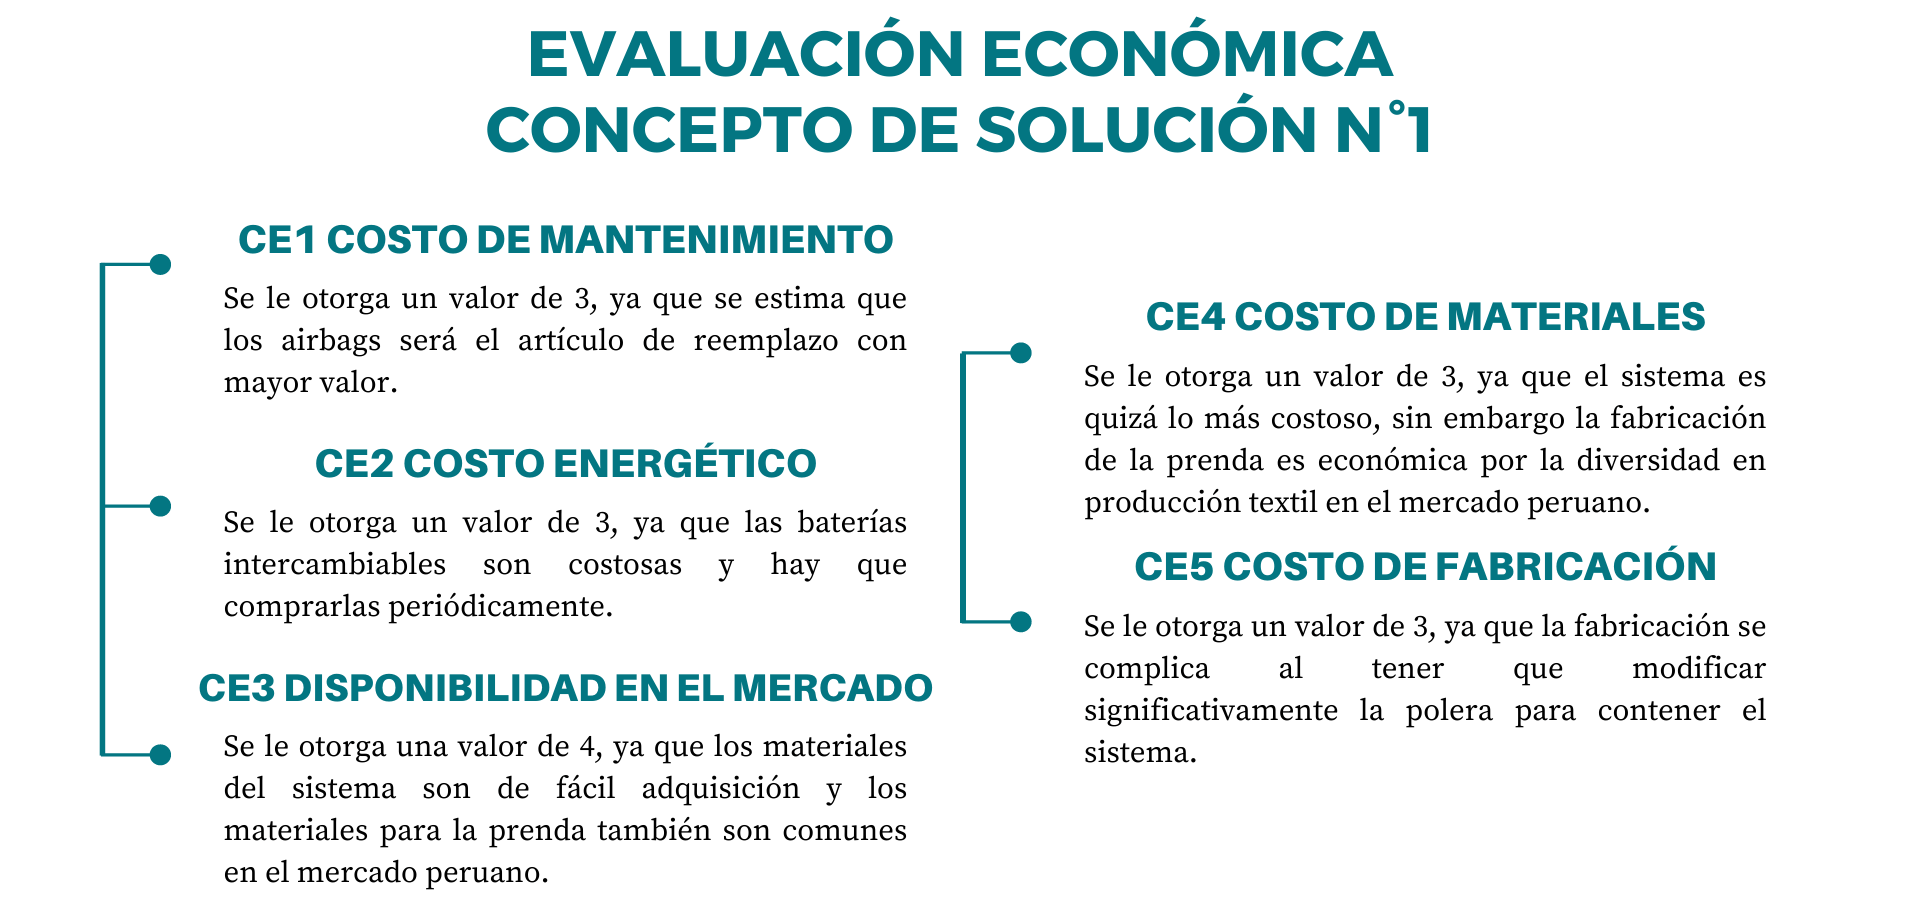 EVALUACIÓN ECONÓMICA
CONCEPTO DE SOLUCIÓN N°1
CE1 COSTO DE MANTENIMIENTO
Se le otorga un valor de 3, ya que se estima que
los airbags será el artículo de reemplazo con
mayor valor.
CE2 COSTO ENERGÉTICO
Se le otorga un valor de 3, ya que las baterías
intercambiables son costosas y hay que
comprarlas periódicamente.
CE3 DISPONIBILIDAD EN EL MERCADO
Se le otorga una valor de 4, ya que los materiales
del sistema son de fácil adquisición y los
materiales para la prenda también son comunes
en el mercado peruano.
CE4 COSTO DE MATERIALES
Se le otorga un valor de 3, ya que el sistema es
quizá lo más costoso, sin embargo la fabricación
de la prenda es económica por la diversidad en
producción textil en el mercado peruano.
CE5 COSTO DE FABRICACIÓN
Se le otorga un valor de 3, ya que la fabricación se
complica al tener que modificar
significativamente la polera para contener el
sistema.